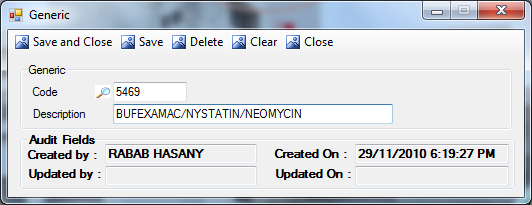 Generic
Save and Close Save Delete Clear Close
Generic
Code 5469
Description BUFEXAMAC/NYSTATIN/NEOMYCIN
Audit Fields
Created by : RABAB HASANY Created On : 29/11/2010 6:19:27 PM
Updated by : Updated On :